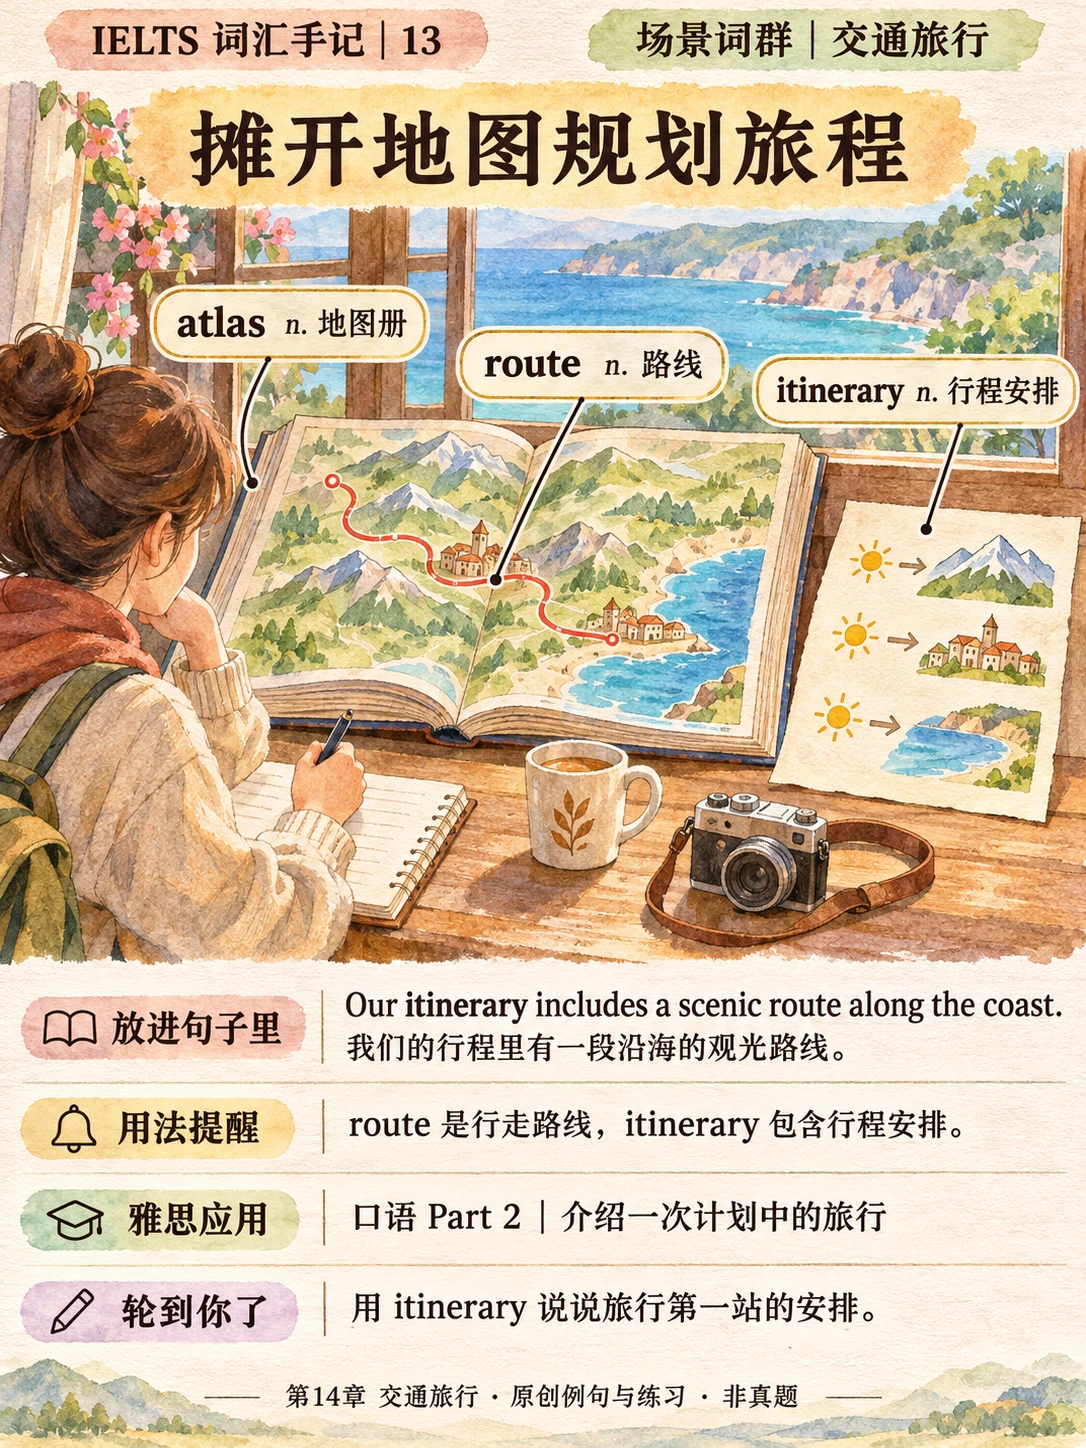 IELTS 词汇手记 | 13
场景词群 | 交通旅行
摊开地图规划旅程
atlas n. 地图册
route n. 路线
itinerary n. 行程安排
放进句子里
Our itinerary includes a scenic route along the coast.
我们的行程里有一段沿海的观光路线。
用法提醒
route 是行走路线，itinerary 包含行程安排。
雅思应用
口语 Part 2 | 介绍一次计划中的旅行
轮到你了
用 itinerary 说说旅行第一站的安排。
第14章 交通旅行 · 原创例句与练习 · 非真题